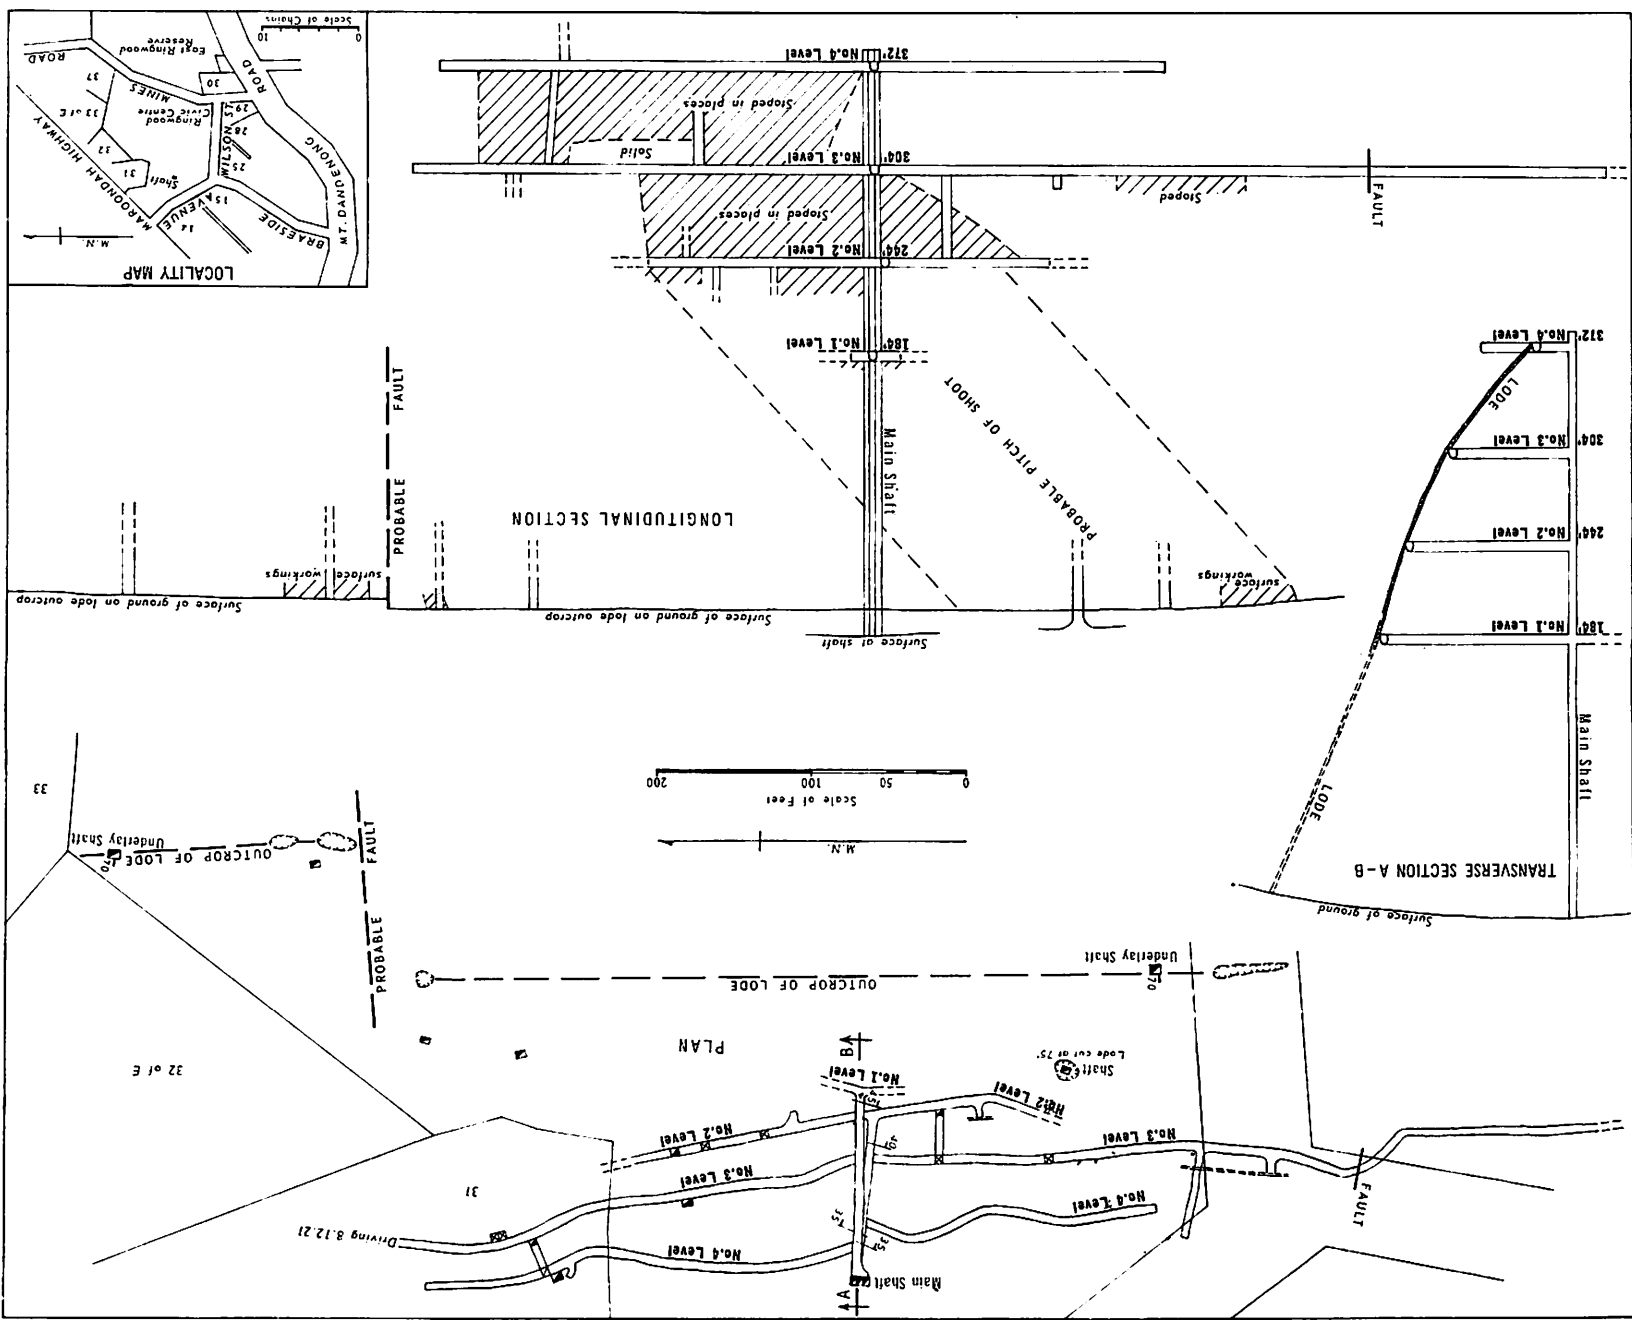 A
Main Shaft
No.4 Level
No.4 Level
35
35
FAULT
Driving 8.12.21
31
No.3 Level
No.3 Level
40
No.2 Level
No.2 Level
45
No.1 Level
B
Shaft
Lode cut at 75'
PLAN
32 of E
OUTCROP OF LODE
70
Underlay Shaft
PROBABLE FAULT
OUTCROP OF LODE
70
Underlay Shaft
33
M.N.
Scale of Feet
0 50 100 200
Surface of ground
TRANSVERSE SECTION A-B
LODE
Main Shaft
184' No.1 Level
244' No.2 Level
304' No.3 Level
LODE
372' No.4 Level
Surface at shaft
Surface of ground on lode outcrop
Surface of ground on lode outcrop
surface workings
surface workings
LONGITUDINAL SECTION
PROBABLE FAULT
Main Shaft
PROBABLE PITCH OF SHOOT
184' No.1 Level
244' No.2 Level
Stoped in places
Stoped
FAULT
304' No.3 Level
Solid
Stoped in places
372' No.4 Level
LOCALITY MAP
M.N.
BRAESIDE AVENUE
14
15
MAROONDAH HIGHWAY
MT. DANDENONG ROAD
Shaft
31
32
33 of E
37
25
28
29
30
WILSON ST
Ringwood
Civic Centre
MINES ROAD
East Ringwood
Reserve
0 10
Scale of Chains